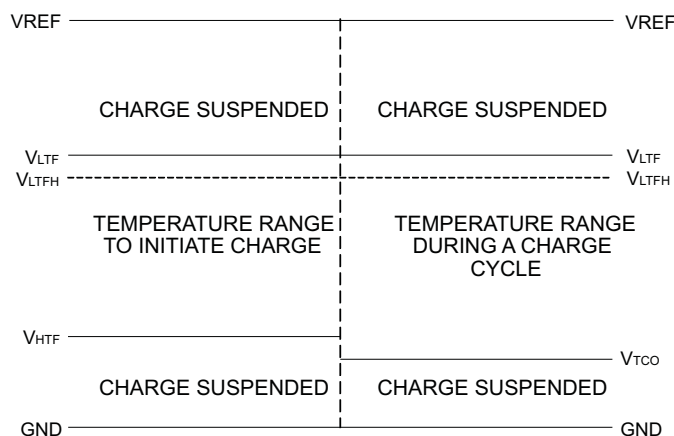 VREF VREF
CHARGE SUSPENDED CHARGE SUSPENDED
VLTF VLTF
VLTFH VLTFH
TEMPERATURE RANGE
TO INITIATE CHARGE
TEMPERATURE RANGE
DURING A CHARGE
CYCLE
VHTF
VTCO
CHARGE SUSPENDED CHARGE SUSPENDED
GND GND